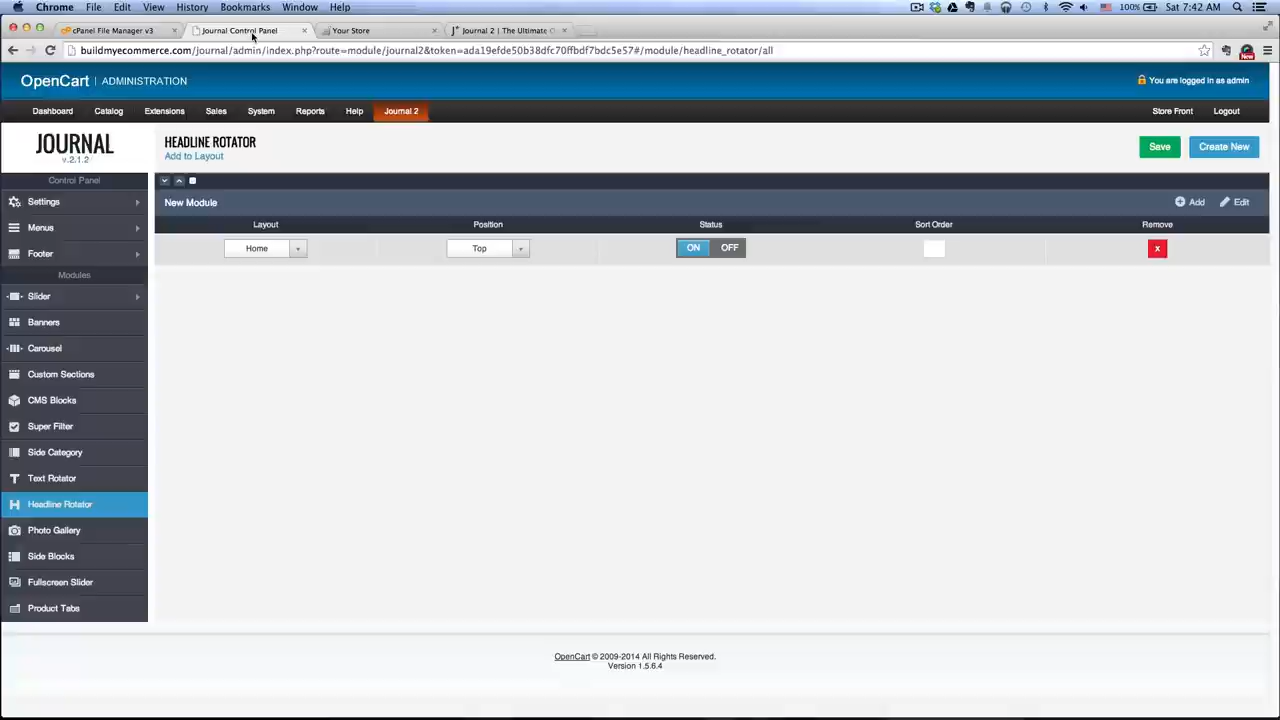 Chrome File Edit View History Bookmarks Window Help 100% Sat 7:42 AM
cPanel File Manager v3 Journal Control Panel Your Store Journal 2 | The Ultimate
buildmyecommerce.com/journal/admin/index.php?route=module/journal2&token=ada19efde50b38dfc70ffbdf7bdc5e57#/module/headline_rotator/all
New
OpenCart | ADMINISTRATION You are logged in as admin
Dashboard Catalog Extensions Sales System Reports Help Journal 2 Store Front Logout
JOURNAL
v.2.1.2
HEADLINE ROTATOR
Add to Layout
Save Create New
Control Panel
Settings
Menus
Footer
Modules
Slider
Banners
Carousel
Custom Sections
CMS Blocks
Super Filter
Side Category
Text Rotator
Headline Rotator
Photo Gallery
Side Blocks
Fullscreen Slider
Product Tabs
New Module Add Edit
Layout Position Status Sort Order Remove
Home Top ON OFF x
OpenCart © 2009-2014 All Rights Reserved.
Version 1.5.6.4